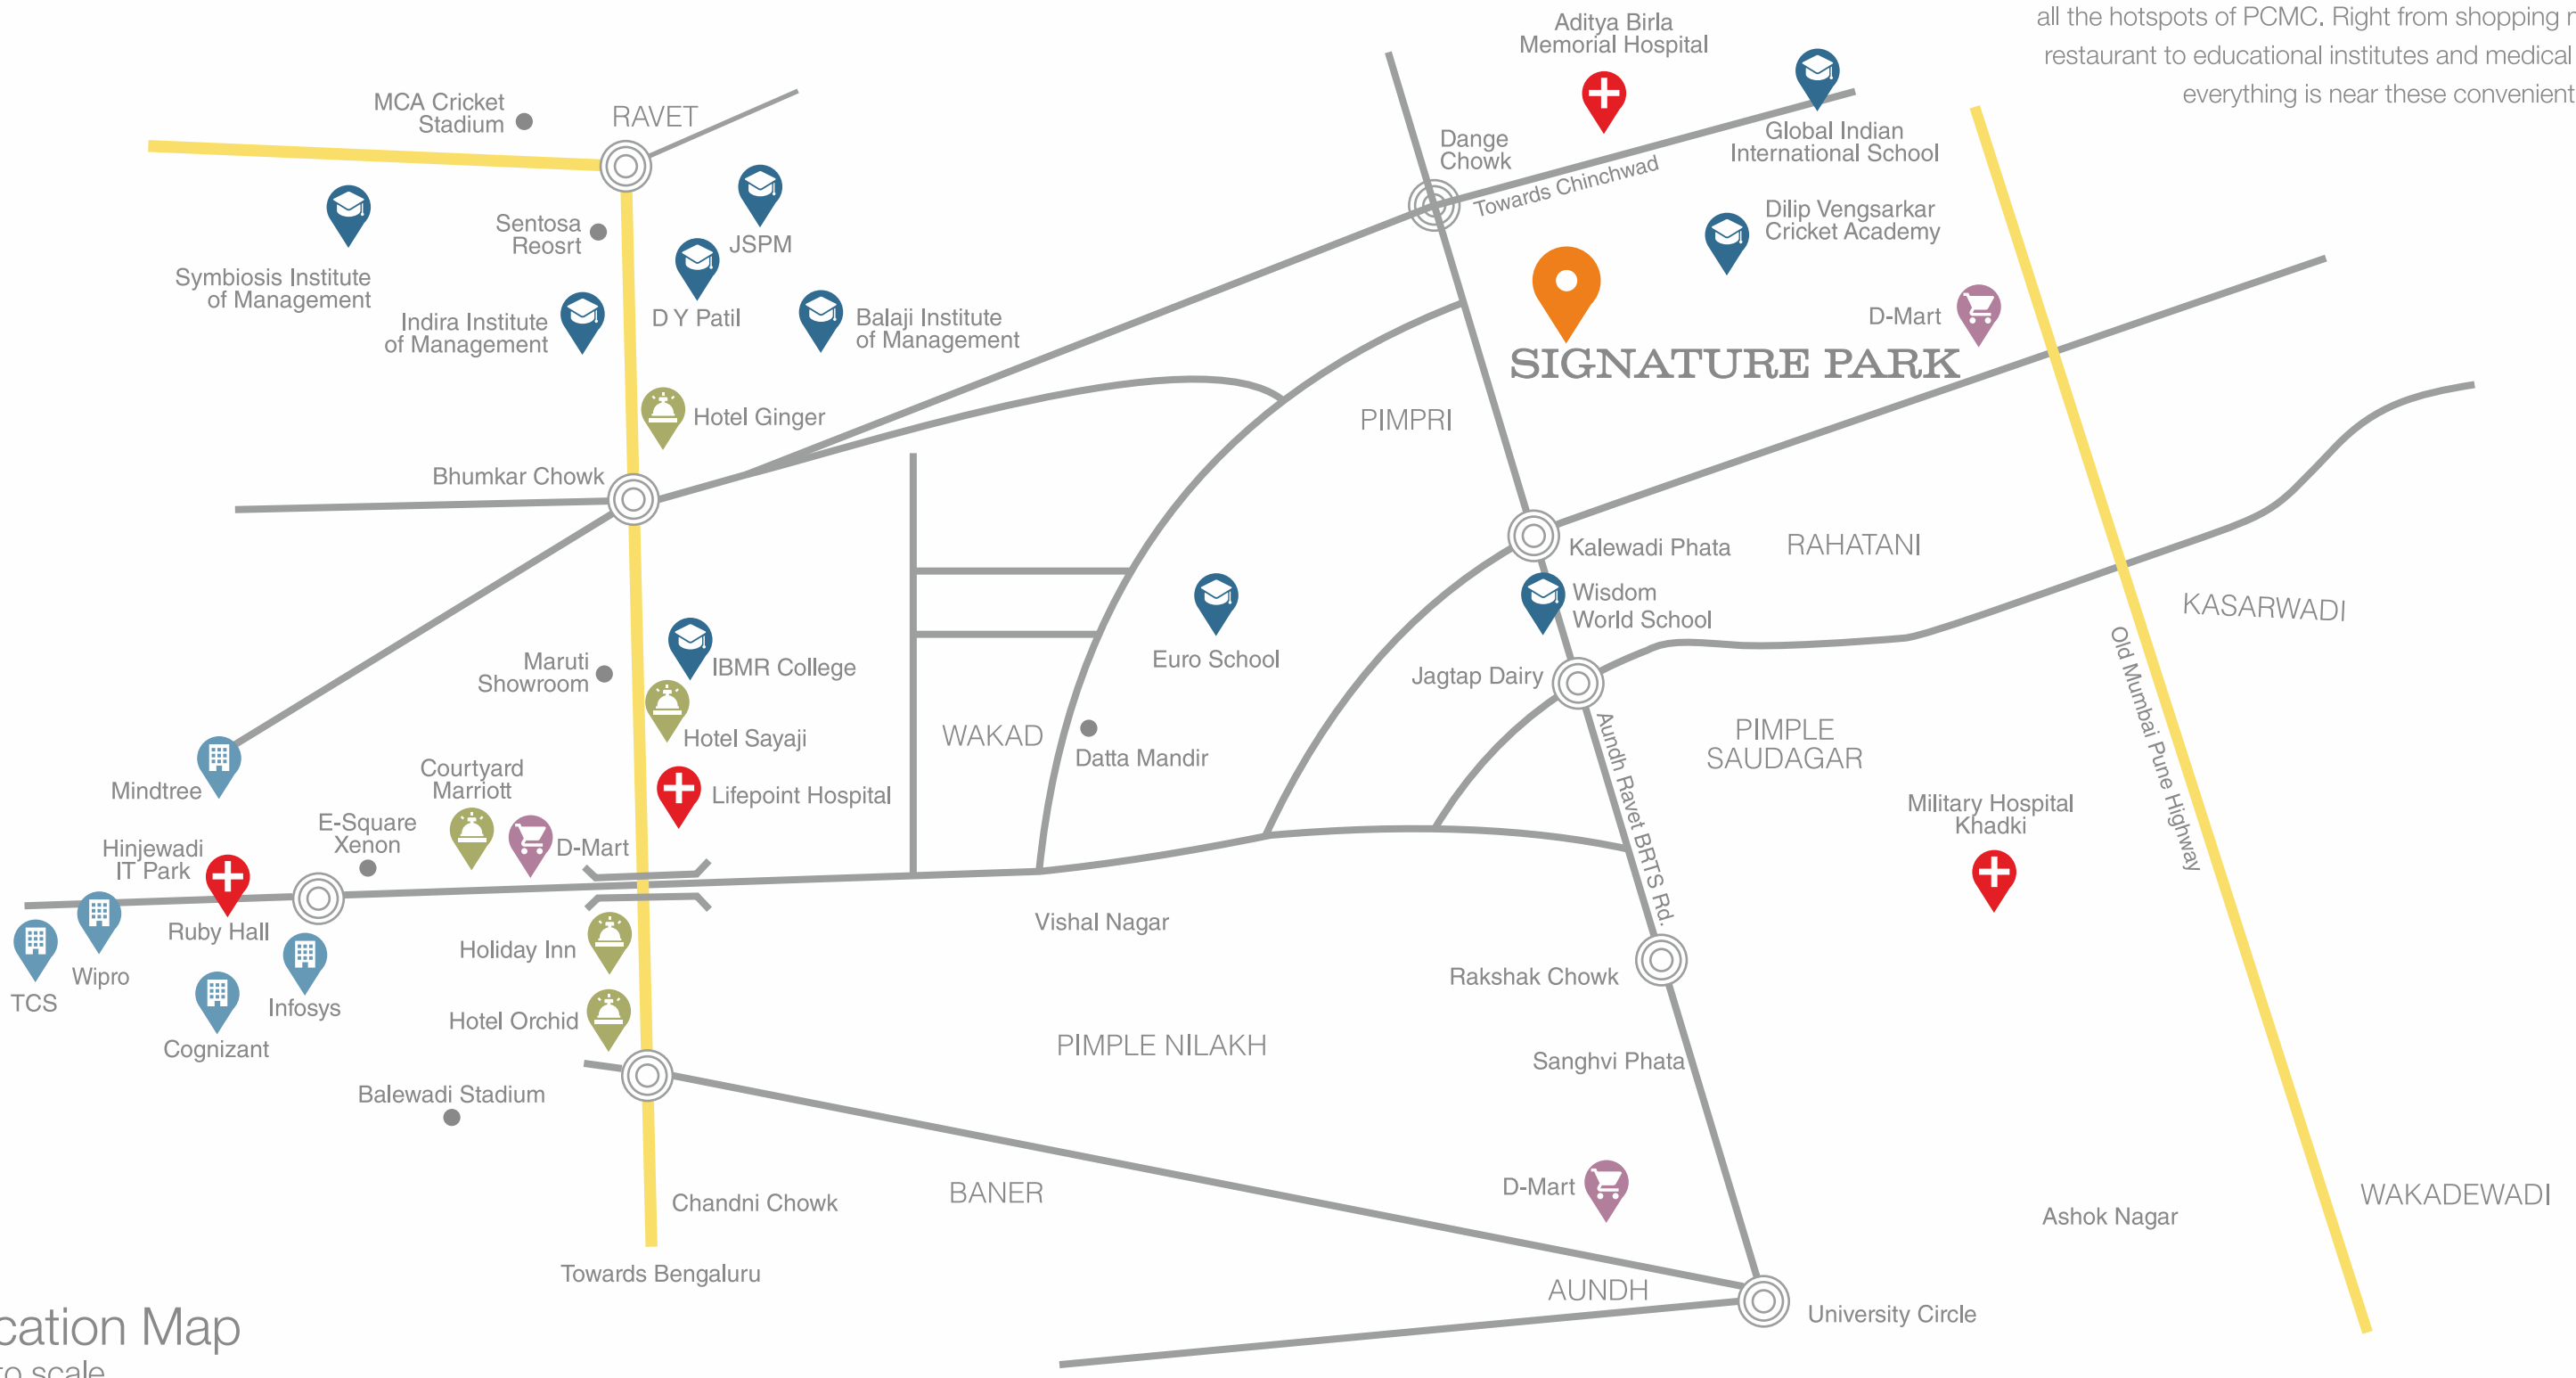 all the hotspots of PCMC. Right from shopping
restaurant to educational institutes and medical
everything is near these convenient
Aditya Birla
Memorial Hospital
Global Indian
International School
Dange
Chowk
Towards Chinchwad
Dilip Vengsarkar
Cricket Academy
D-Mart
SIGNATURE PARK
MCA Cricket
Stadium
RAVET
Sentosa
Reosrt
JSPM
Symbiosis Institute
of Management
D Y Patil
Indira Institute
of Management
Balaji Institute
of Management
Hotel Ginger
Bhumkar Chowk
PIMPRI
Kalewadi Phata
RAHATANI
Wisdom
World School
KASARWADI
Old Mumbai Pune Highway
Euro School
Jagtap Dairy
Aundh Ravet BRTS Rd.
PIMPLE
SAUDAGAR
Maruti
Showroom
IBMR College
Hotel Sayaji
WAKAD
Datta Mandir
Mindtree
Courtyard
Marriott
Lifepoint Hospital
E-Square
Xenon
D-Mart
Hinjewadi
IT Park
Military Hospital
Khadki
Ruby Hall
Wipro
TCS
Infosys
Cognizant
Holiday Inn
Hotel Orchid
Vishal Nagar
Rakshak Chowk
PIMPLE NILAKH
Sanghvi Phata
Balewadi Stadium
Chandni Chowk
BANER
D-Mart
WAKADEWADI
Ashok Nagar
Towards Bengaluru
AUNDH
University Circle
cation Map
to scale